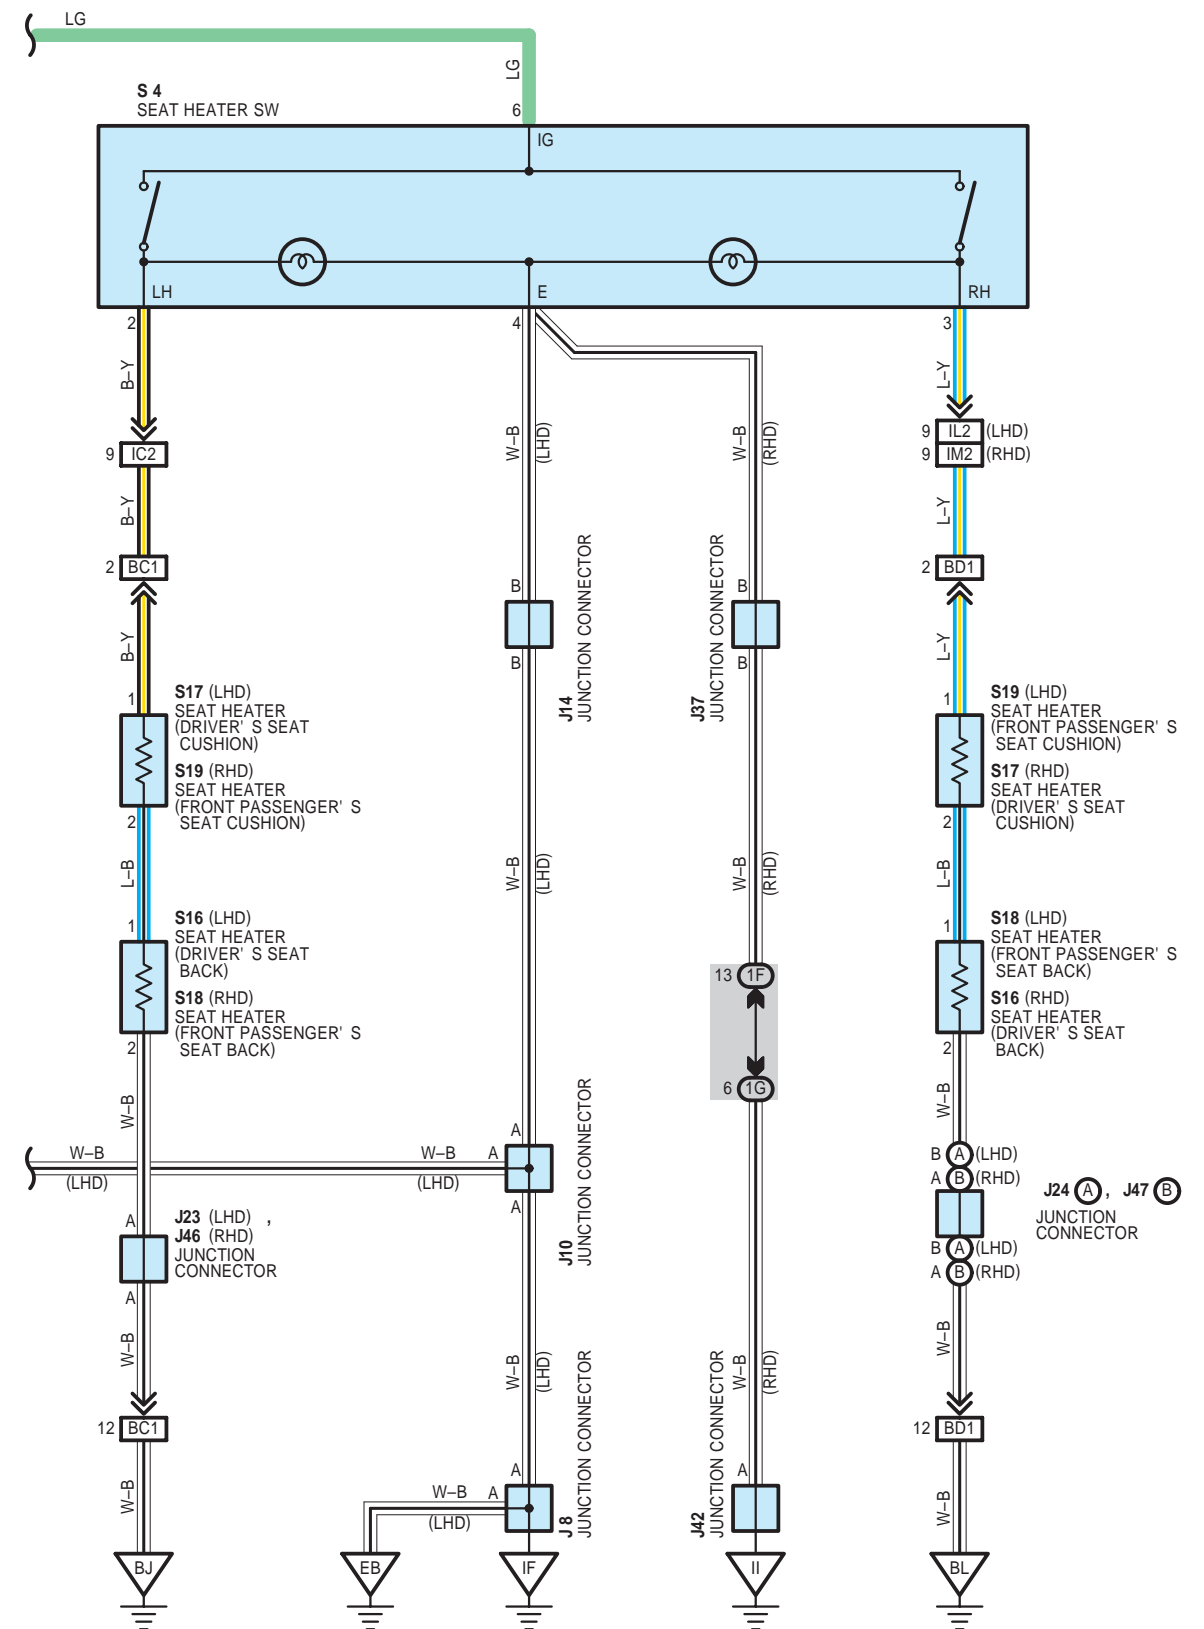 LG
LG
S 4
SEAT HEATER SW
6
IG
LH
E
RH
2
4
3
B–Y
W–B
(LHD)
W–B
(RHD)
L–Y
9 IC2
9 IL2 (LHD)
9 IM2 (RHD)
B–Y
L–Y
2 BC1
2 BD1
B
B
J14
JUNCTION CONNECTOR
B
B
J37
JUNCTION CONNECTOR
B–Y
L–Y
1
S17 (LHD)
SEAT HEATER
(DRIVER' S SEAT
CUSHION)
S19 (RHD)
SEAT HEATER
(FRONT PASSENGER' S
SEAT CUSHION)
2
1
S19 (LHD)
SEAT HEATER
(FRONT PASSENGER' S
SEAT CUSHION)
S17 (RHD)
SEAT HEATER
(DRIVER' S SEAT
CUSHION)
2
L–B
W–B
(LHD)
W–B
(RHD)
L–B
1
S16 (LHD)
SEAT HEATER
(DRIVER' S SEAT
BACK)
S18 (RHD)
SEAT HEATER
(FRONT PASSENGER' S
SEAT BACK)
2
13 1F
6 1G
1
S18 (LHD)
SEAT HEATER
(FRONT PASSENGER' S
SEAT BACK)
S16 (RHD)
SEAT HEATER
(DRIVER' S SEAT
BACK)
2
W–B
W–B
W–B
(LHD)
W–B
(LHD)
A
A
A
J10
JUNCTION CONNECTOR
B A (LHD)
A B (RHD)
J24 A , J47 B
JUNCTION
CONNECTOR
B A (LHD)
A B (RHD)
A
J23 (LHD) ,
J46 (RHD)
JUNCTION
CONNECTOR
A
W–B
W–B
(LHD)
W–B
(RHD)
W–B
12 BC1
12 BD1
W–B
W–B
(LHD)
A
A
J 8
JUNCTION CONNECTOR
A
J42
JUNCTION CONNECTOR
W–B
BJ
EB
IF
II
BL